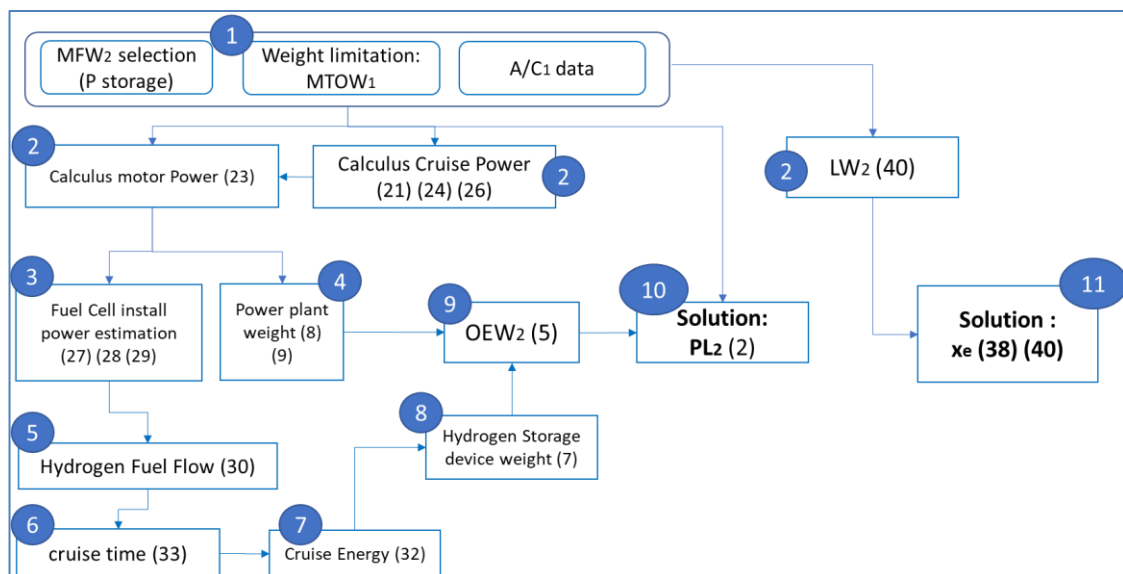 1
MFW₂ selection
(P storage)
Weight limitation:
MTOW₁
A/C₁ data
2
Calculus motor Power (23)
Calculus Cruise Power
(21) (24) (26)
2
2
LW₂ (40)
3
Fuel Cell install
power estimation
(27) (28 (29)
4
Power plant
weight (8)
(9)
9
OEW₂ (5)
10
Solution:
PL₂ (2)
11
Solution :
xe (38) (40)
5
Hydrogen Fuel Flow (30)
8
Hydrogen Storage
device weight (7)
6
cruise time (33)
7
Cruise Energy (32)